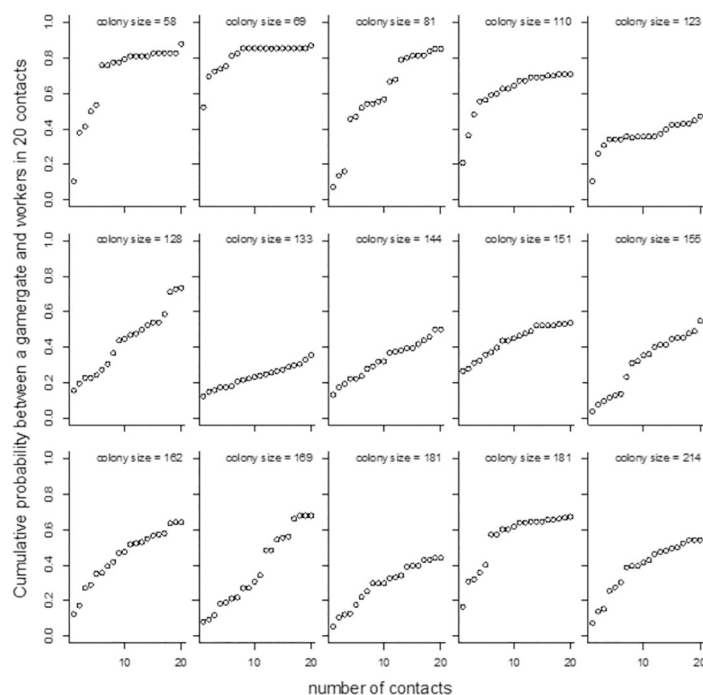 colony size = 58
colony size = 69
colony size = 81
colony size = 110
colony size = 123
0.0 0.2 0.4 0.6 0.8 1.0
colony size = 128
colony size = 133
colony size = 144
colony size = 151
colony size = 155
0.0 0.2 0.4 0.6 0.8 1.0
colony size = 162
colony size = 169
colony size = 181
colony size = 181
colony size = 214
0.0 0.2 0.4 0.6 0.8 1.0
10 20
10 20
10 20
10 20
10 20
number of contacts
Cumulative probability between a gamergate and workers in 20 contacts